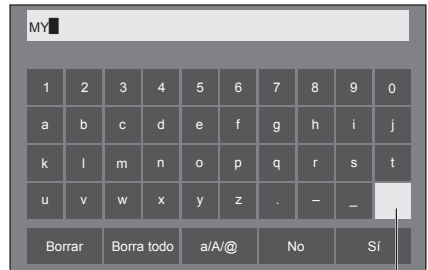 MY
1 2 3 4 5 6 7 8 9 0
a b c d e f g h i j
k l m n o p q r s t
u v w x y z . – _
Borrar Borra todo a/A/@ No Sí